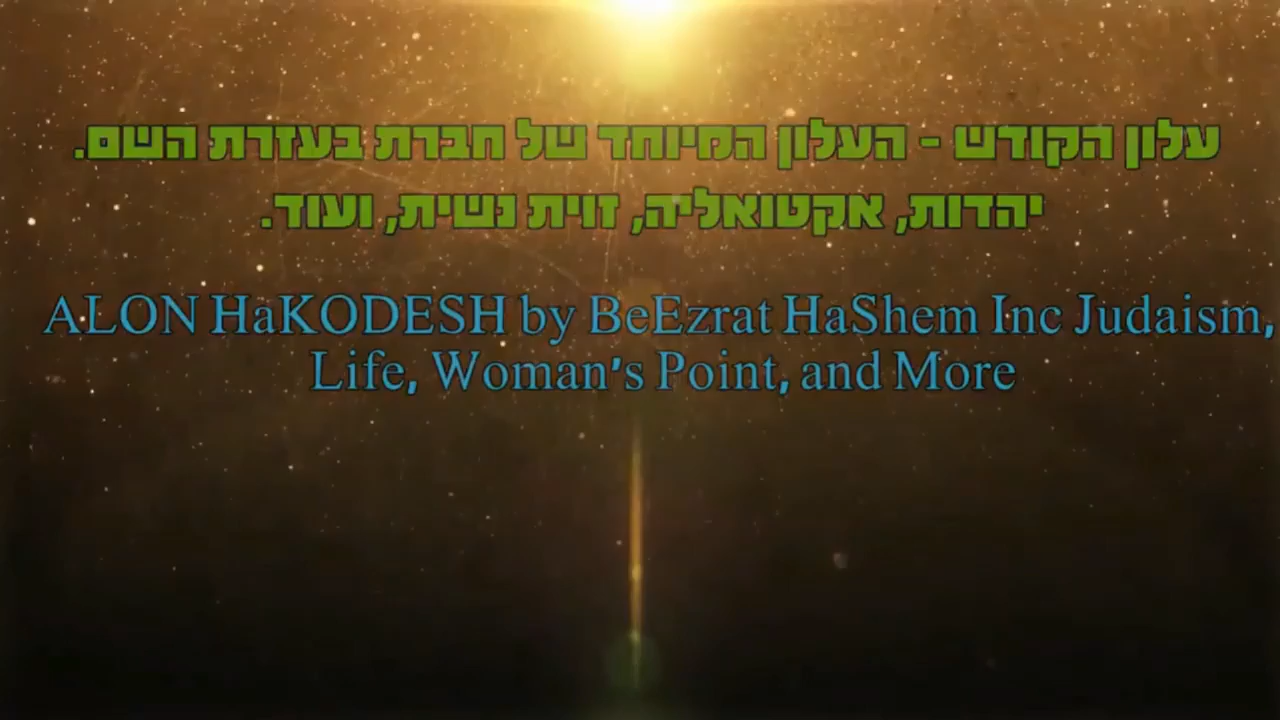 עלון הקודש - העלון המיוחד של חברת בעזרת השם.
יהדות, אקטואליה, זוית נשית, ועוד.
ALON HaKODESH by BeEzrat HaShem Inc Judaism,
Life, Woman's Point, and More